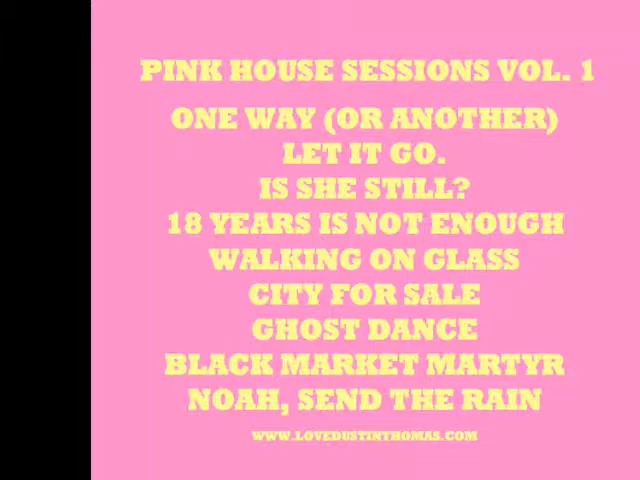 PINK HOUSE SESSIONS VOL. 1
ONE WAY (OR ANOTHER)
LET IT GO.
IS SHE STILL?
18 YEARS IS NOT ENOUGH
WALKING ON GLASS
CITY FOR SALE
GHOST DANCE
BLACK MARKET MARTYR
NOAH, SEND THE RAIN
WWW.LOVEDUSTINTHOMAS.COM